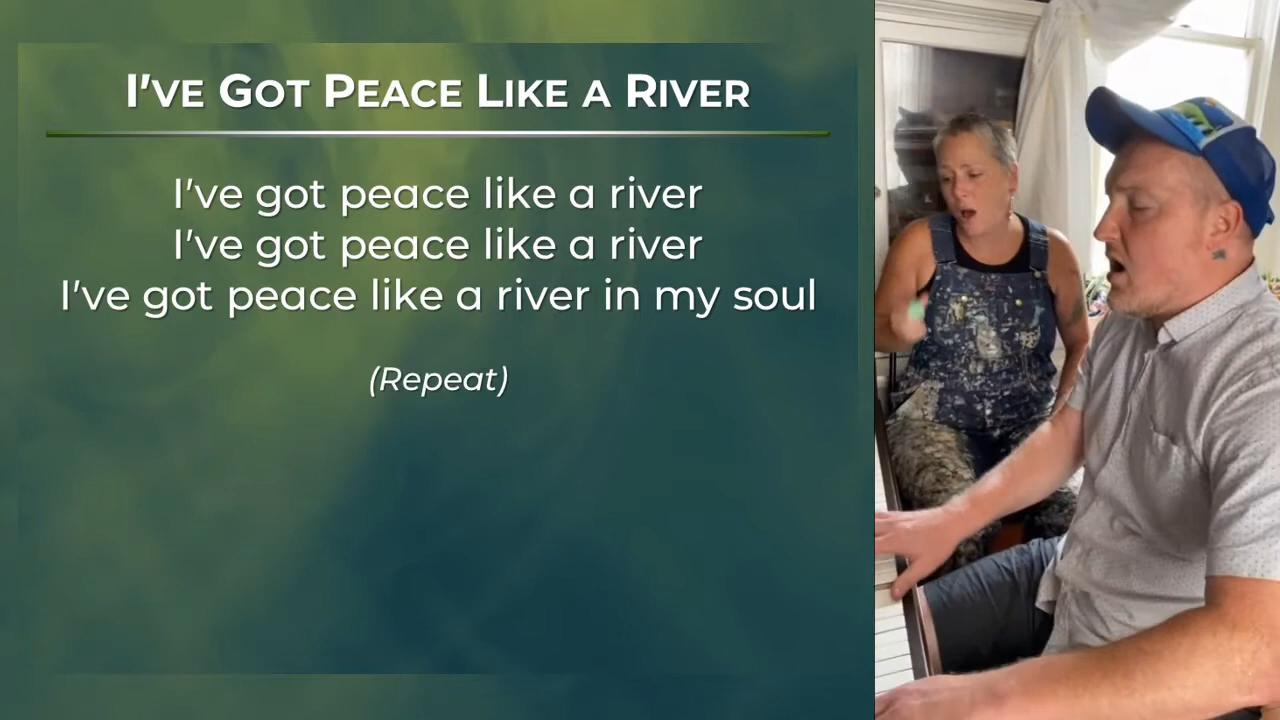 I've Got Peace Like a River
I've got peace like a river
I've got peace like a river
I've got peace like a river in my soul
(Repeat)